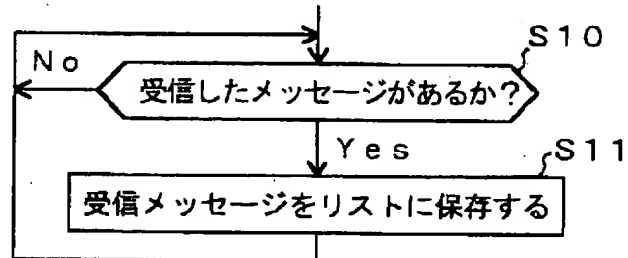 S10
No
受信したメッセージがあるか?
Yes
S11
受信メッセージをリストに保存する